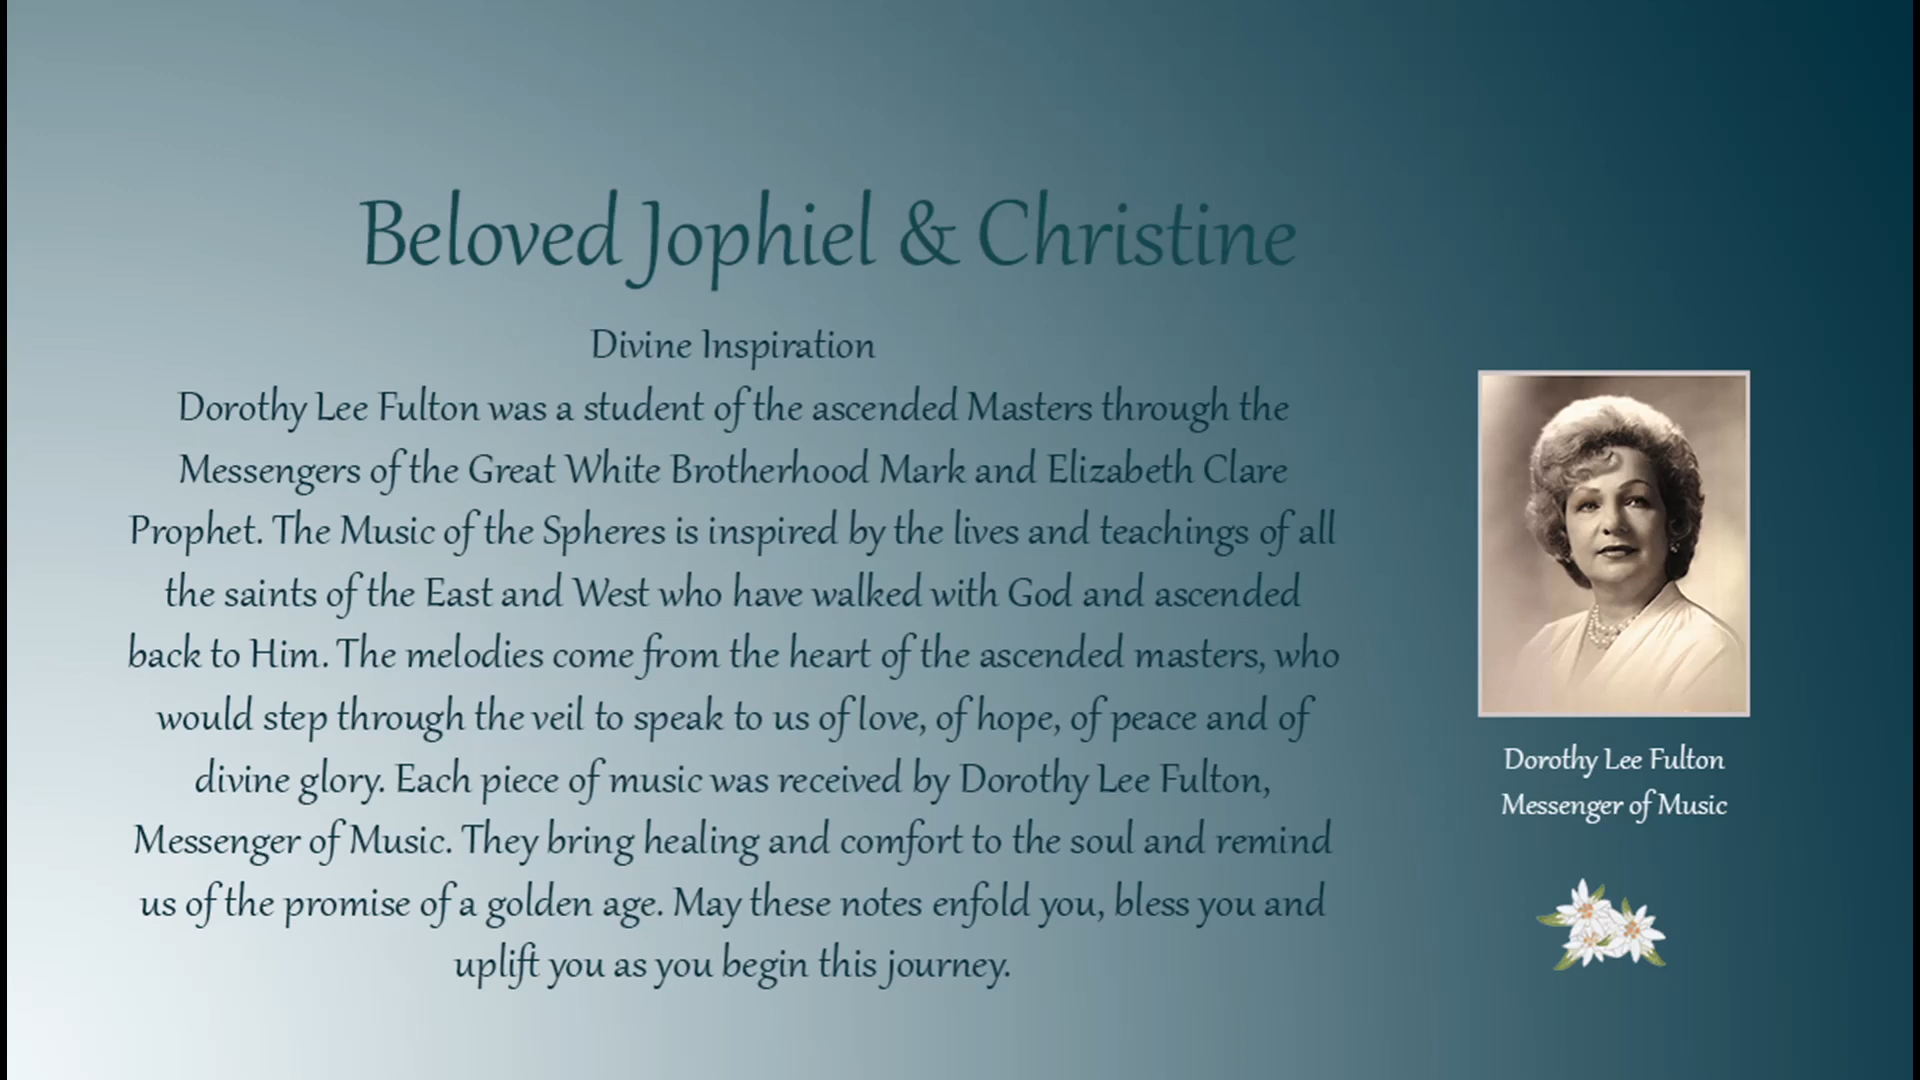 Beloved Jophiel & Christine
Divine Inspiration
Dorothy Lee Fulton was a student of the ascended Masters through the
Messengers of the Great White Brotherhood Mark and Elizabeth Clare
Prophet. The Music of the Spheres is inspired by the lives and teachings of all
the saints of the East and West who have walked with God and ascended
back to Him. The melodies come from the heart of the ascended masters, who
would step through the veil to speak to us of love, of hope, of peace and of
divine glory. Each piece of music was received by Dorothy Lee Fulton,
Messenger of Music. They bring healing and comfort to the soul and remind
us of the promise of a golden age. May these notes enfold you, bless you and
uplift you as you begin this journey.
Dorothy Lee Fulton
Messenger of Music